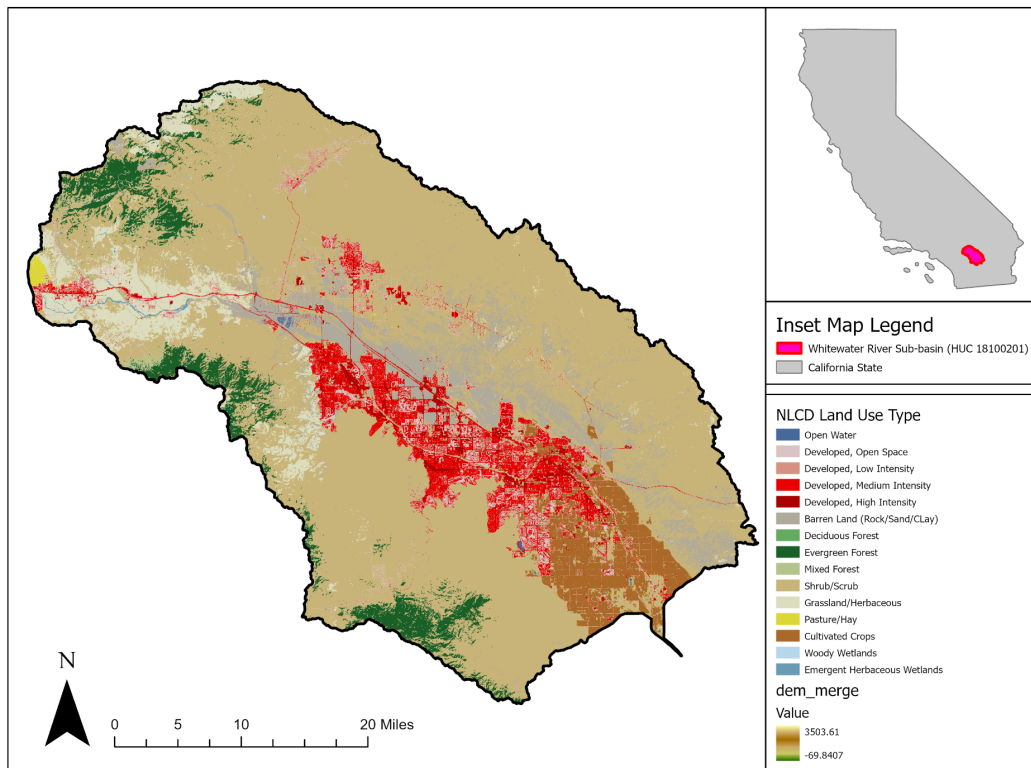 Inset Map Legend
Whitewater River Sub-basin (HUC 18100201)
California State
NLCD Land Use Type
Open Water
Developed, Open Space
Developed, Low Intensity
Developed, Medium Intensity
Developed, High Intensity
Barren Land (Rock/Sand/CLay)
Deciduous Forest
Evergreen Forest
Mixed Forest
Shrub/Scrub
Grassland/Herbaceous
Pasture/Hay
Cultivated Crops
Woody Wetlands
Emergent Herbaceous Wetlands
dem_merge
Value
3503.61
-69.8407
N
0 5 10 20 Miles